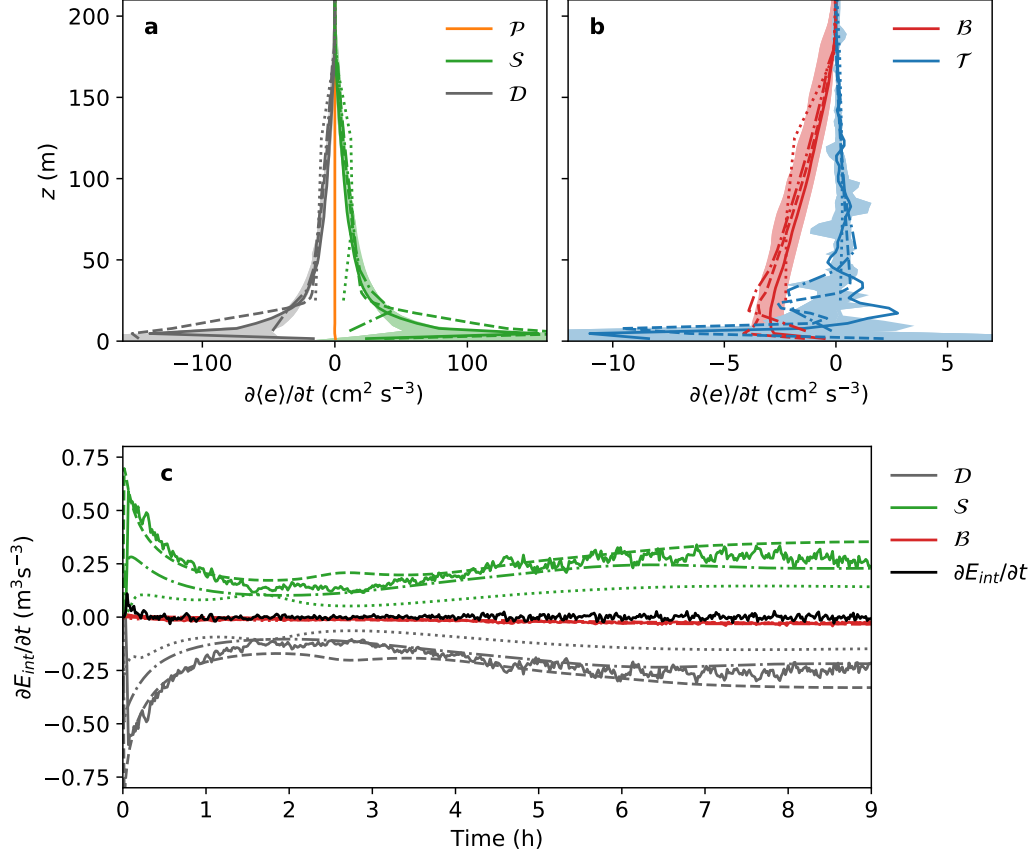 a
P
S
D
200
150
100
50
0
z (m)
−100
0
100
∂⟨e⟩/∂t (cm² s⁻³)
b
B
T
−10
−5
0
5
∂⟨e⟩/∂t (cm² s⁻³)
c
D
S
B
∂E_int/∂t
0.75
0.50
0.25
0.00
−0.25
−0.50
−0.75
∂E_int/∂t (m³s⁻³)
0
1
2
3
4
5
6
7
8
9
Time (h)